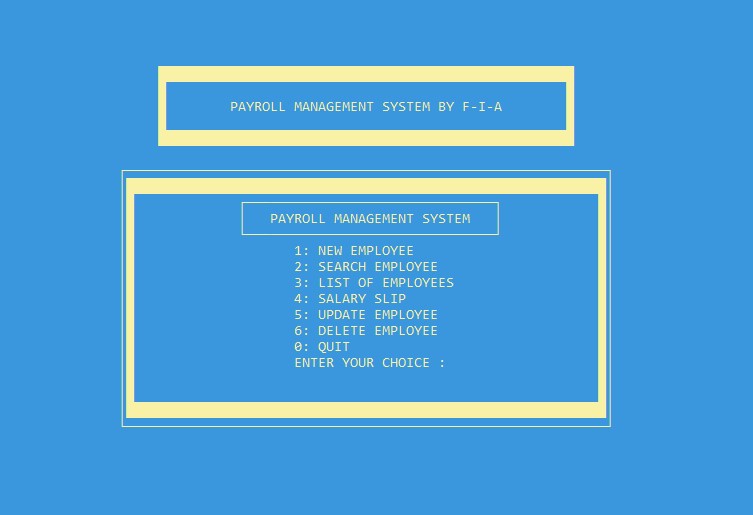 PAYROLL MANAGEMENT SYSTEM BY F-I-A
PAYROLL MANAGEMENT SYSTEM
1: NEW EMPLOYEE
2: SEARCH EMPLOYEE
3: LIST OF EMPLOYEES
4: SALARY SLIP
5: UPDATE EMPLOYEE
6: DELETE EMPLOYEE
0: QUIT
ENTER YOUR CHOICE :